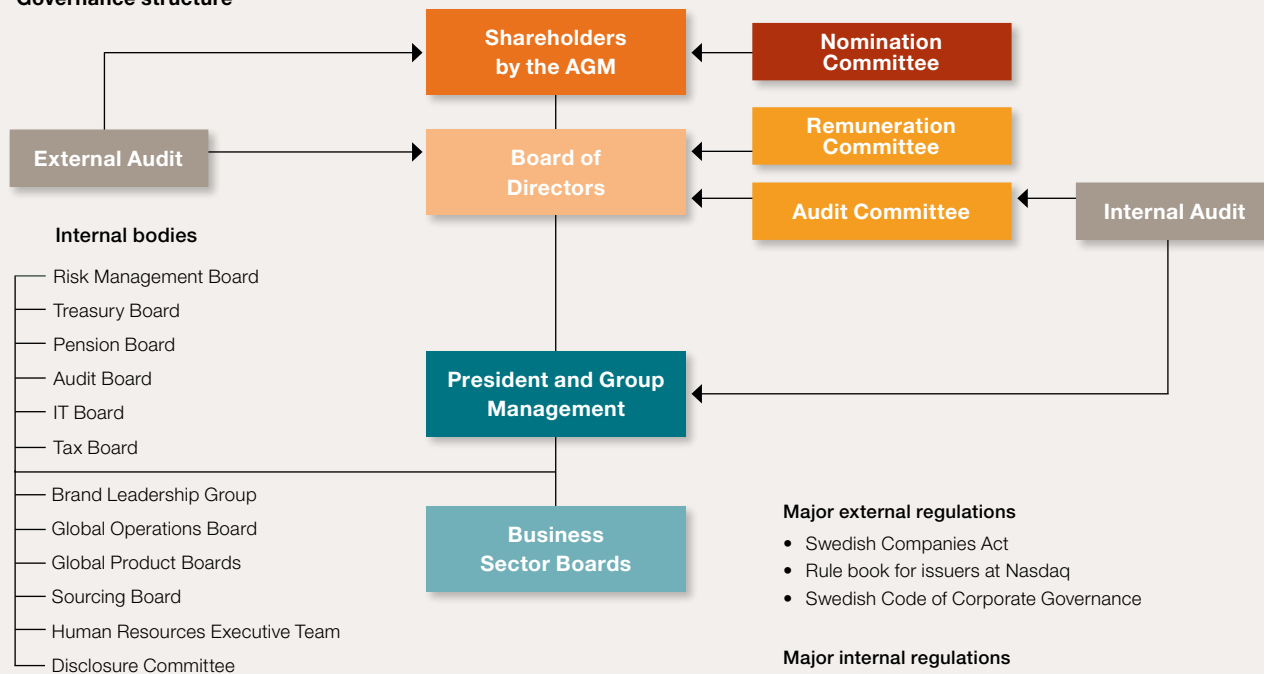 Governance structure
Shareholders
by the AGM
Nomination
Committee
Remuneration
Committee
External Audit
Board of
Directors
Audit Committee
Internal Audit
Internal bodies
Risk Management Board
Treasury Board
Pension Board
Audit Board
IT Board
Tax Board
President and Group
Management
Brand Leadership Group
Global Operations Board
Global Product Boards
Sourcing Board
Human Resources Executive Team
Disclosure Committee
Business
Sector Boards
Major external regulations
• Swedish Companies Act
• Rule book for issuers at Nasdaq
• Swedish Code of Corporate Governance
Major internal regulations